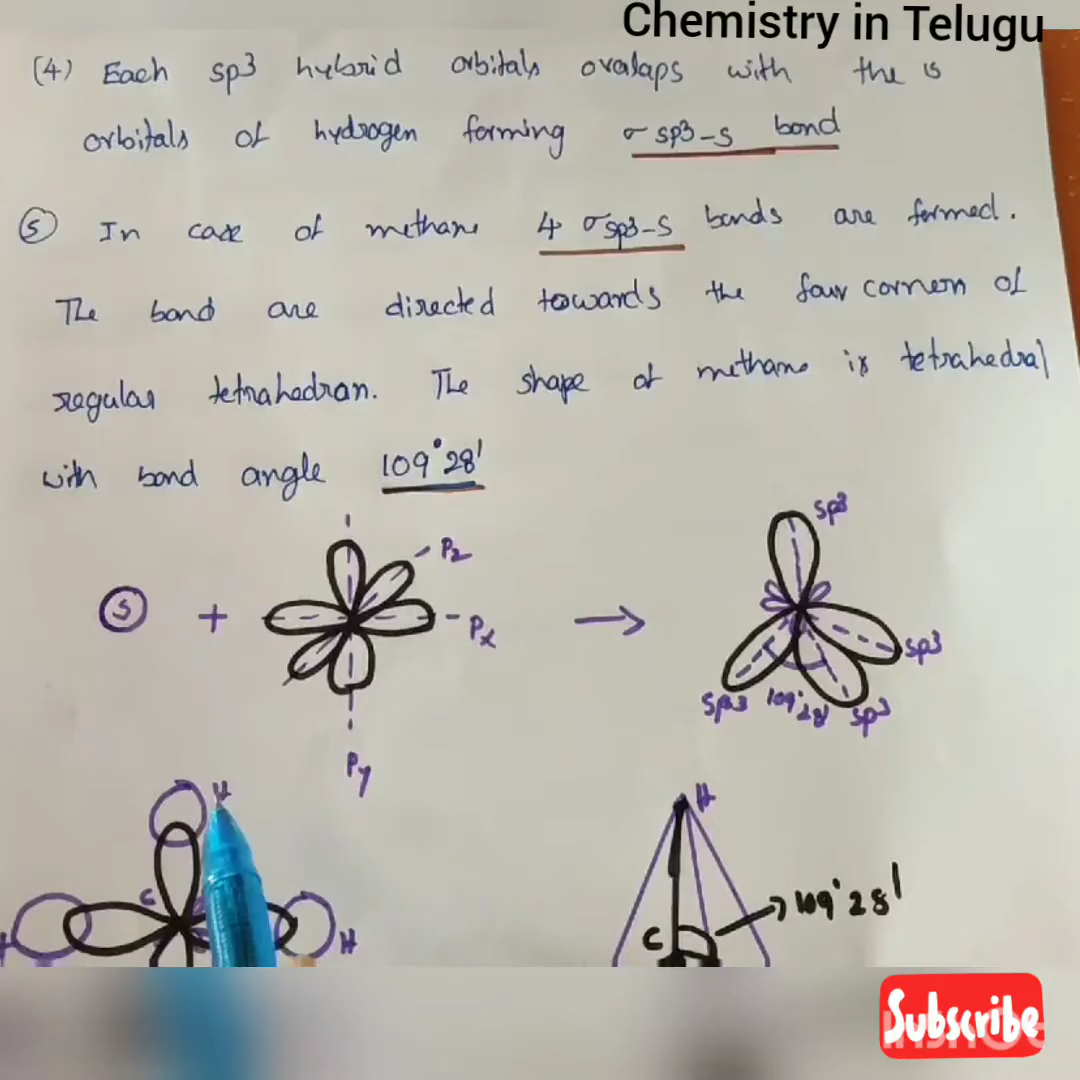 Chemistry in Telugu
(4) Each sp3 hybrid orbitals ovalaps with the 1s
orbitals of hydrogen forming σ sp3-s bond
(5) In case of methane 4 σsp3-s bonds are formed.
The bond are directed towards the four corners of
regular tetrahedran. The shape of methane is tetrahedral
with bond angle 109°28'
sp3
Pz
S + Px → sp3
sp3 109°28' sp3
Py
H H
109°28'
C C
H
Subscribe